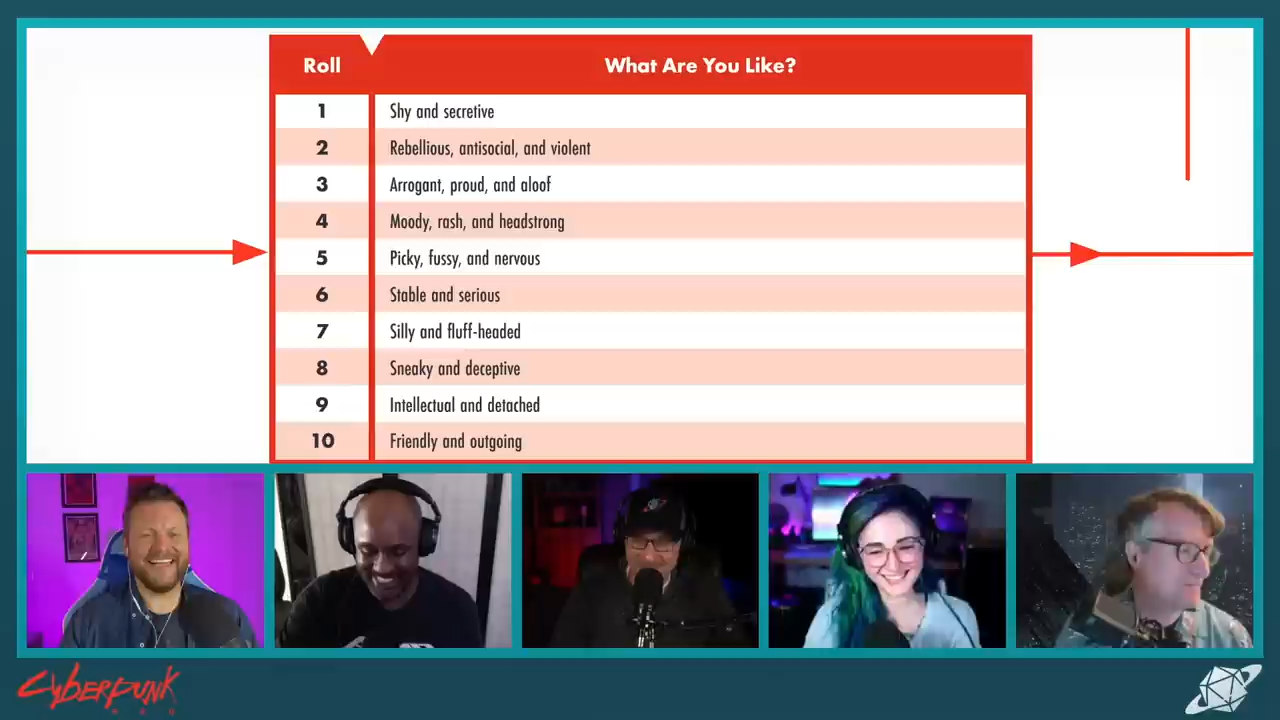 Roll What Are You Like?
1 Shy and secretive
2 Rebellious, antisocial, and violent
3 Arrogant, proud, and aloof
4 Moody, rash, and headstrong
5 Picky, fussy, and nervous
6 Stable and serious
7 Silly and fluff-headed
8 Sneaky and deceptive
9 Intellectual and detached
10 Friendly and outgoing
CYBERPUNK
RED